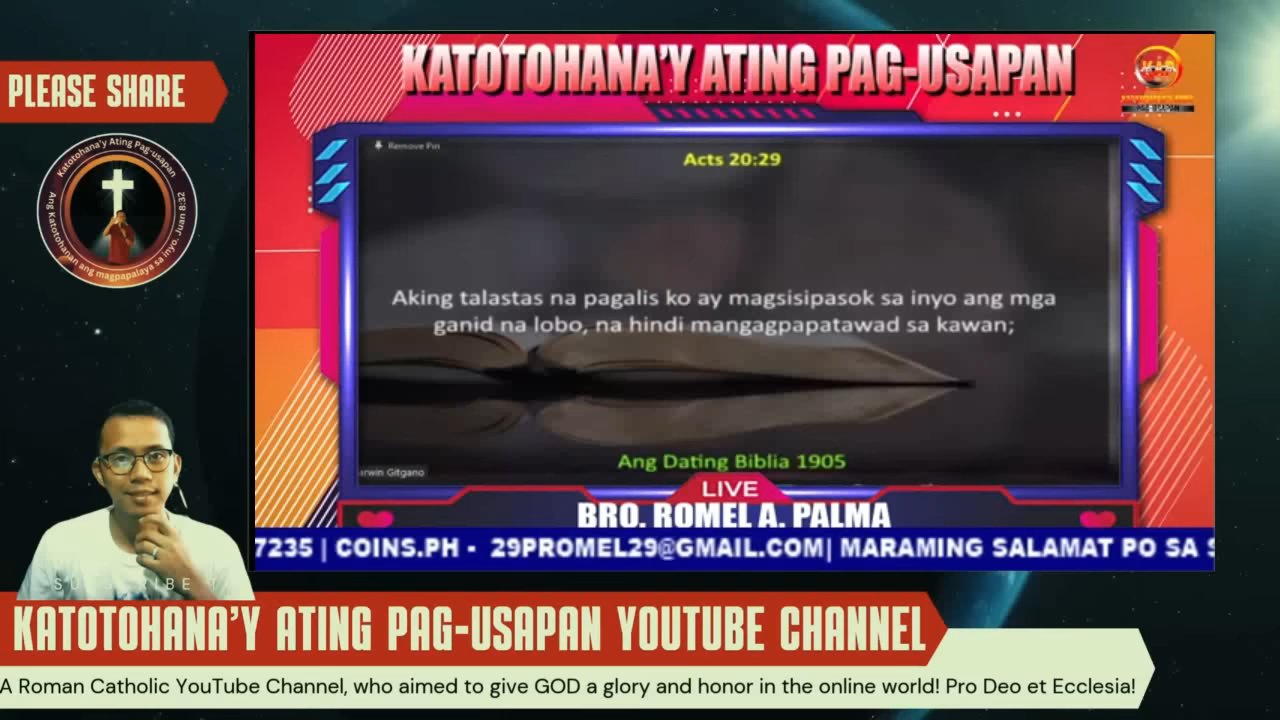 PLEASE SHARE
Katotohana'y Ating Pag-usapan
Ang Katotohanan ang magpapalaya sa inyo. Juan 8:32
KATOTOHANA'Y ATING PAG-USAPAN
PAG-USAPAN
Remove Pin
Acts 20:29
Aking talastas na pagalis ko ay magsisipasok sa inyo ang mga
ganid na lobo, na hindi mangagpapatawad sa kawan;
Ang Dating Biblia 1905
rwin Gitgano
LIVE
BRO. ROMEL A. PALMA
7235 | COINS.PH - 29PROMEL29@GMAIL.COM| MARAMING SALAMAT PO SA S
KATOTOHANA'Y ATING PAG-USAPAN YOUTUBE CHANNEL
A Roman Catholic YouTube Channel, who aimed to give GOD a glory and honor in the online world! Pro Deo et Ecclesia!